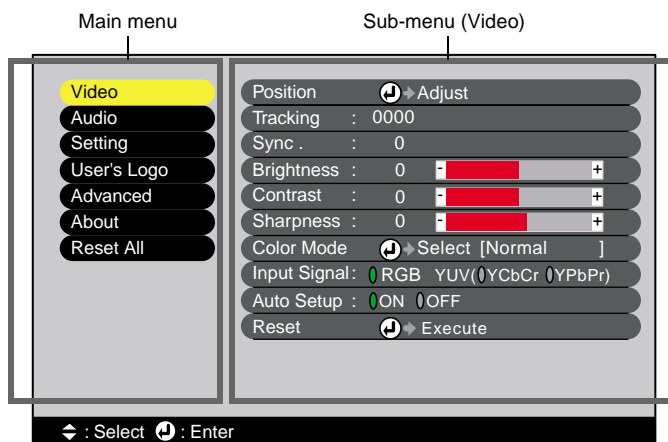 Main menu
Sub-menu (Video)
Video
Audio
Setting
User's Logo
Advanced
About
Reset All
Position Adjust
Tracking : 0000
Sync . : 0
Brightness : 0 - +
Contrast : 0 - +
Sharpness : 0 - +
Color Mode Select [Normal ]
Input Signal : RGB YUV( YCbCr YPbPr)
Auto Setup : ON OFF
Reset Execute
: Select : Enter